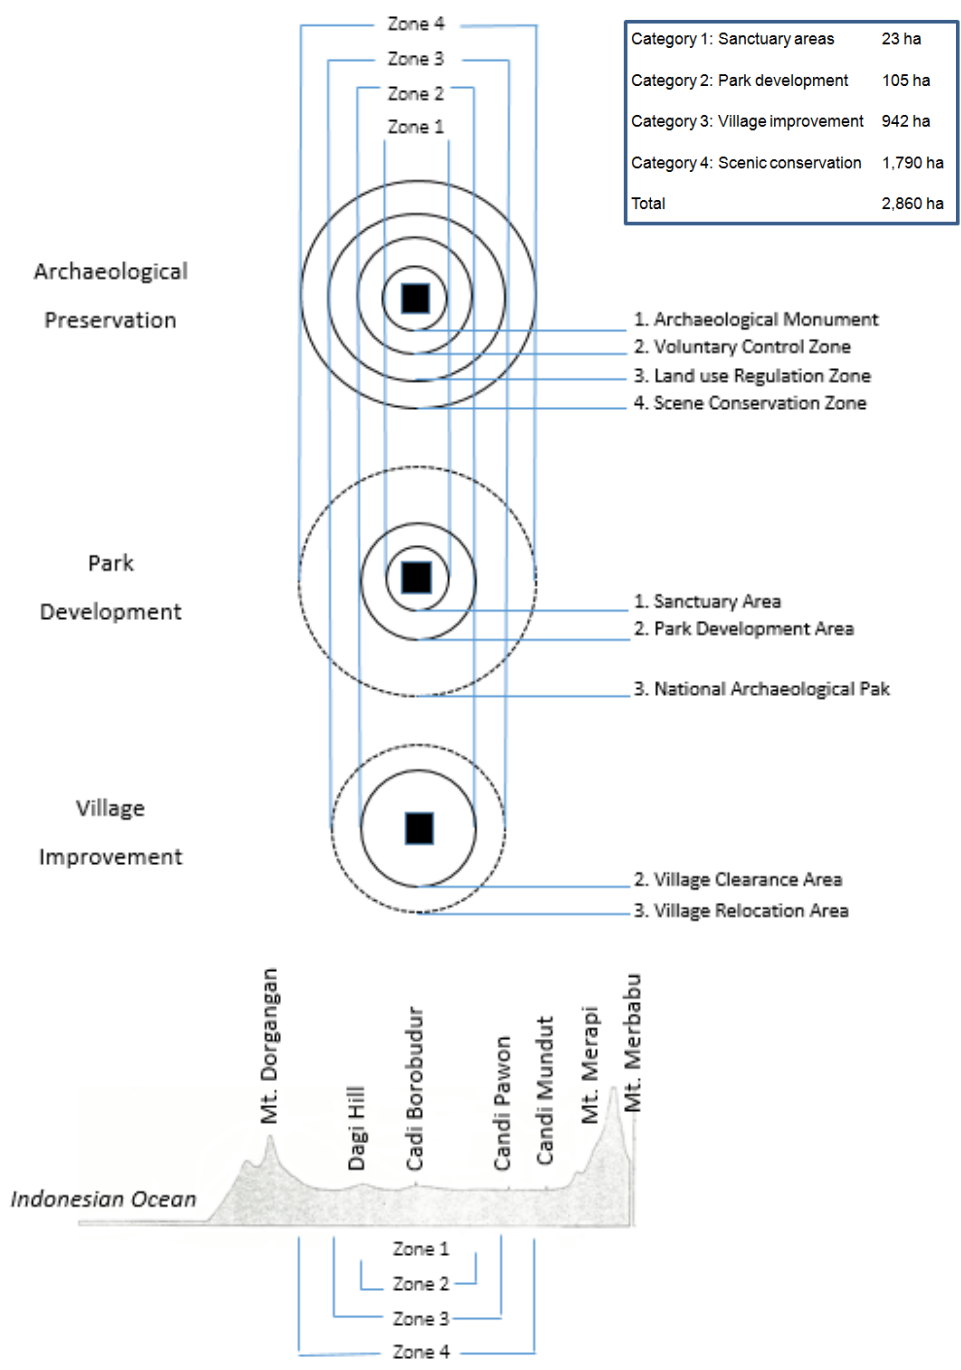 Zone 4
Zone 3
Zone 2
Zone 1
Category 1: Sanctuary areas 23 ha
Category 2: Park development 105 ha
Category 3: Village improvement 942 ha
Category 4: Scenic conservation 1,790 ha
Total 2,860 ha
Archaeological
Preservation
1. Archaeological Monument
2. Voluntary Control Zone
3. Land use Regulation Zone
4. Scene Conservation Zone
Park
Development
1. Sanctuary Area
2. Park Development Area
3. National Archaeological Pak
Village
Improvement
2. Village Clearance Area
3. Village Relocation Area
Mt. Dorgangan
Dagi Hill
Cadi Borobudur
Candi Pawon
Candi Mundut
Mt. Merapi
Mt. Merbabu
Indonesian Ocean
Zone 1
Zone 2
Zone 3
Zone 4